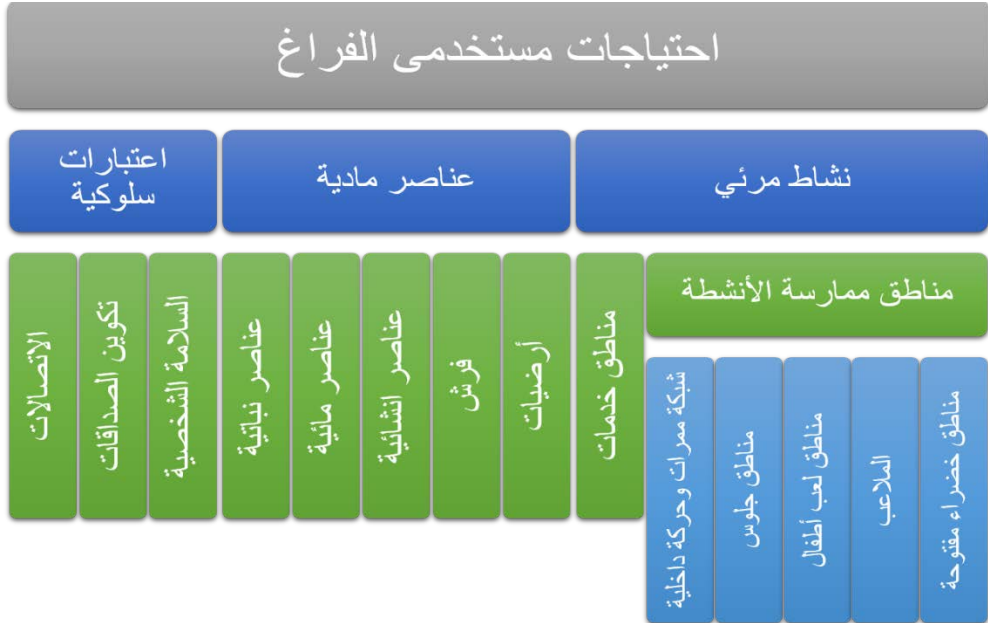 احتياجات مستخدمى الفراغ
نشاط مرئي
عناصر مادية
اعتبارات
سلوكية
مناطق ممارسة الأنشطة
مناطق خضراء مفتوحة
الملاعب
مناطق لعب أطفال
مناطق جلوس
شبكة ممرات وحركة داخلية
مناطق خدمات
أرضيات
فرش
عناصر انشائية
عناصر مائية
عناصر نباتية
السلامة الشخصية
تكوين الصداقات
الاتصالات